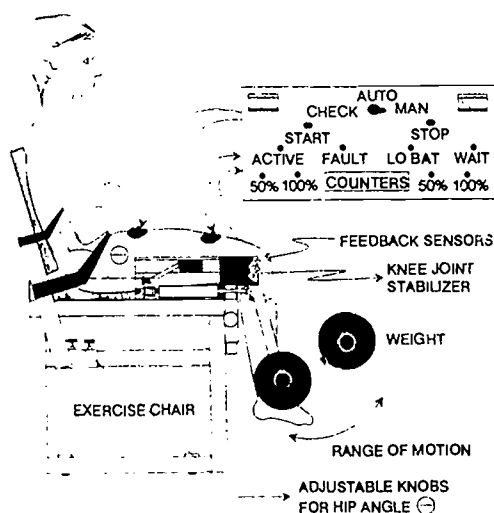 AUTO
CHECK MAN
START STOP
ACTIVE FAULT LO BAT WAIT
50% 100% COUNTERS 50% 100%
FEEDBACK SENSORS
KNEE JOINT
STABILIZER
WEIGHT
EXERCISE CHAIR
RANGE OF MOTION
ADJUSTABLE KNOBS
FOR HIP ANGLE